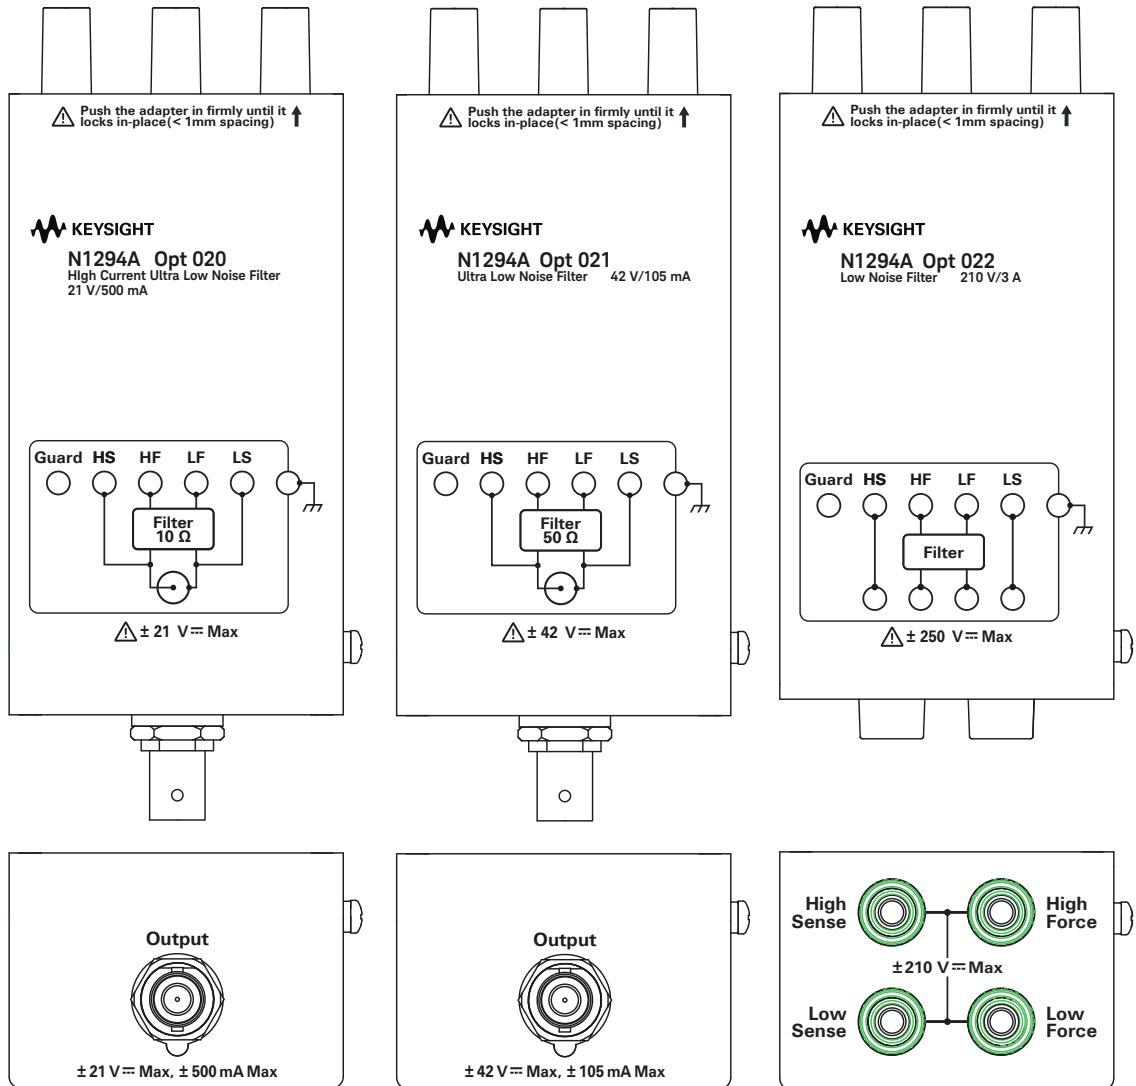 Push the adapter in firmly until it
locks in-place(< 1mm spacing)
KEYSIGHT
N1294A Opt 020
HIgh Current Ultra Low Noise Filter
21 V/500 mA
Guard HS HF LF LS
Filter
10 Ω
± 21 V⎓ Max
Output
± 21 V⎓ Max, ± 500 mA Max
Push the adapter in firmly until it
locks in-place(< 1mm spacing)
KEYSIGHT
N1294A Opt 021
Ultra Low Noise Filter 42 V/105 mA
Guard HS HF LF LS
Filter
50 Ω
± 42 V⎓ Max
Output
± 42 V⎓ Max, ± 105 mA Max
Push the adapter in firmly until it
locks in-place(< 1mm spacing)
KEYSIGHT
N1294A Opt 022
Low Noise Filter 210 V/3 A
Guard HS HF LF LS
Filter
± 250 V⎓ Max
High
Sense
High
Force
± 210 V⎓ Max
Low
Sense
Low
Force